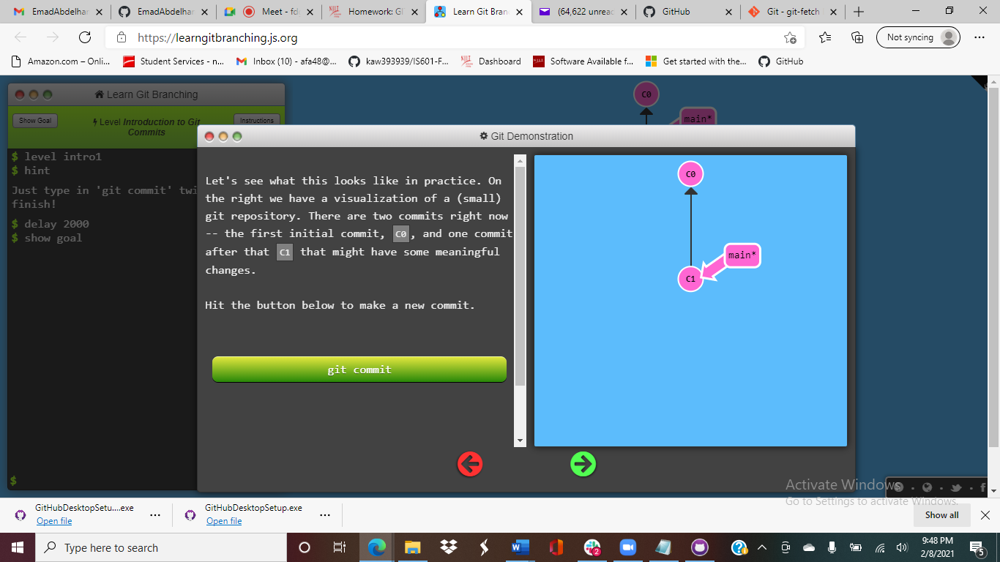 EmadAbdelhar
EmadAbdelhar
Meet - fd
Homework: G
Learn Git Bran
(64,622 unrea
GitHub
Git - git-fetch
https://learngitbranching.js.org
Not syncing
Amazon.com – Onli...
Student Services - n...
Inbox (10) - afa48@...
kaw393939/IS601-F...
Dashboard
Software Available f...
Get started with the...
GitHub
Learn Git Branching
Show Goal
Level Introduction to Git
Commits
Instructions
$ level intro1
$ hint
Just type in 'git commit' twi
finish!
$ delay 2000
$ show goal
$
C0
main*
Git Demonstration
Let's see what this looks like in practice. On
the right we have a visualization of a (small)
git repository. There are two commits right now
-- the first initial commit, C0, and one commit
after that C1 that might have some meaningful
changes.
Hit the button below to make a new commit.
git commit
C0
main*
C1
Activate Windows
Go to Settings to activate Windows.
GitHubDesktopSetu....exe
Open file
GitHubDesktopSetup.exe
Open file
Show all
Type here to search
2
9:48 PM
2/8/2021
5